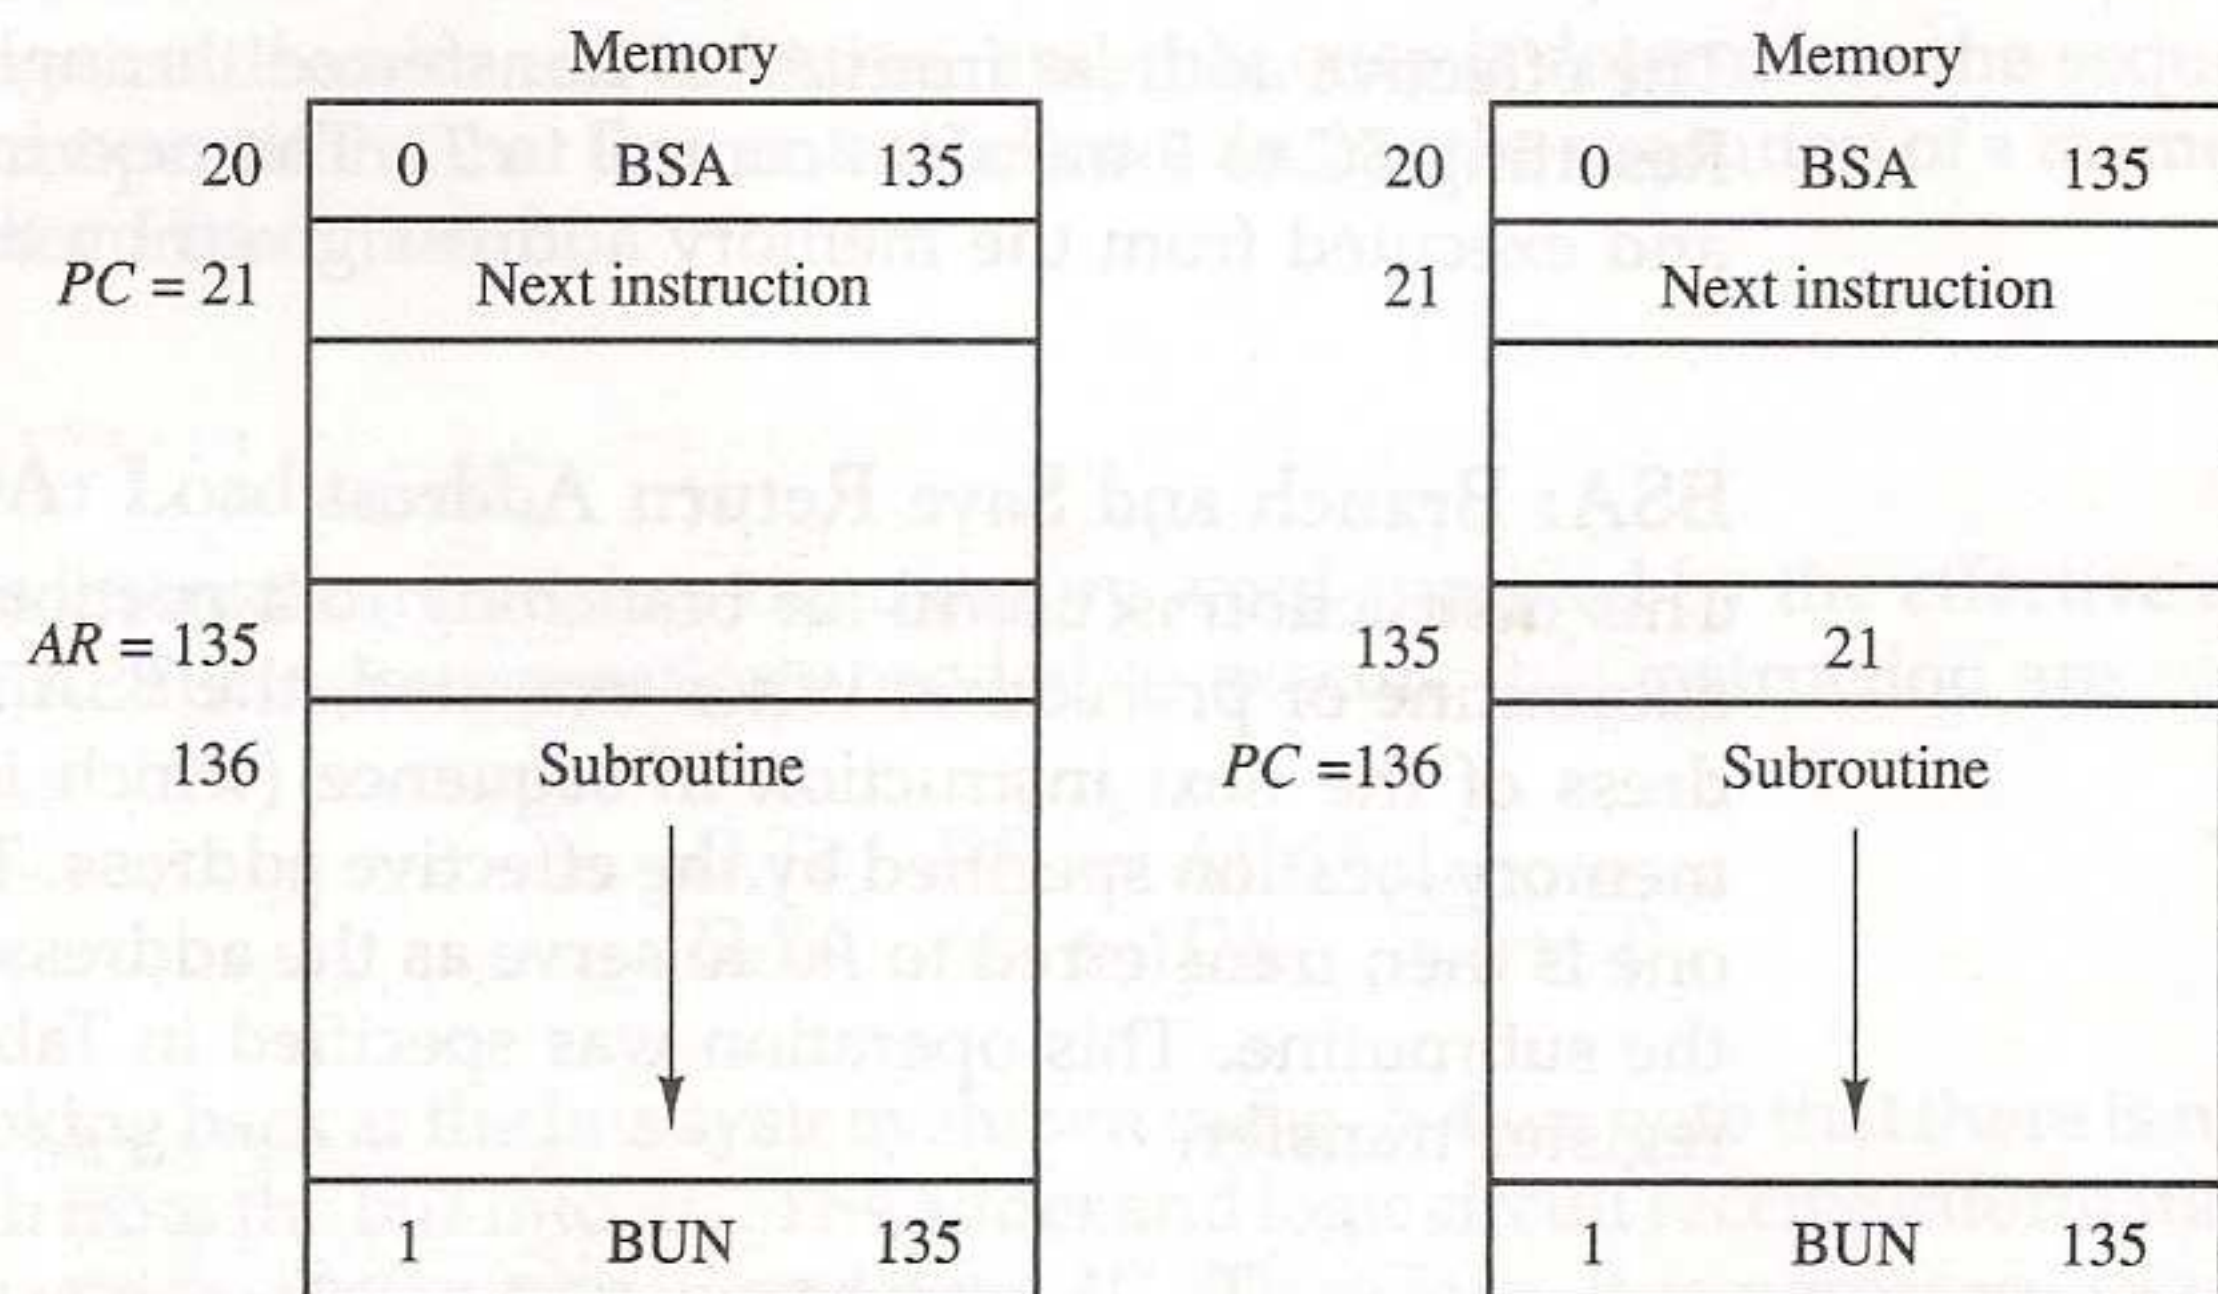 Memory
20 0 BSA 135
PC = 21 Next instruction
AR = 135
136 Subroutine
1 BUN 135
Memory
20 0 BSA 135
21 Next instruction
135 21
PC =136 Subroutine
1 BUN 135